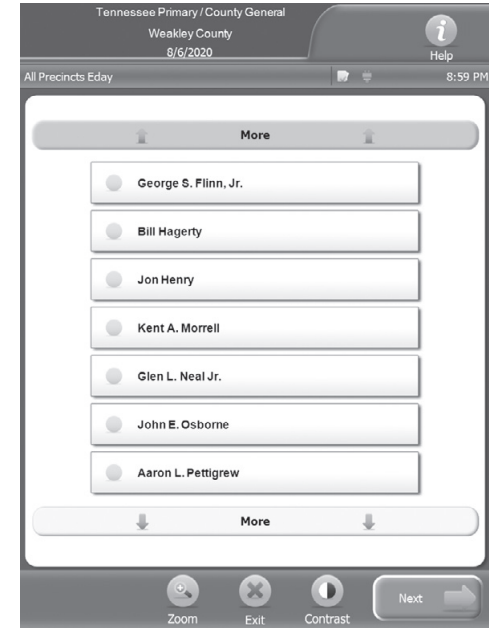 Tennessee Primary / County General
Weakley County
8/6/2020
Help
All Precincts Eday
8:59 PM
More
George S. Flinn, Jr.
Bill Hagerty
Jon Henry
Kent A. Morrell
Glen L. Neal Jr.
John E. Osborne
Aaron L. Pettigrew
More
Zoom
Exit
Contrast
Next